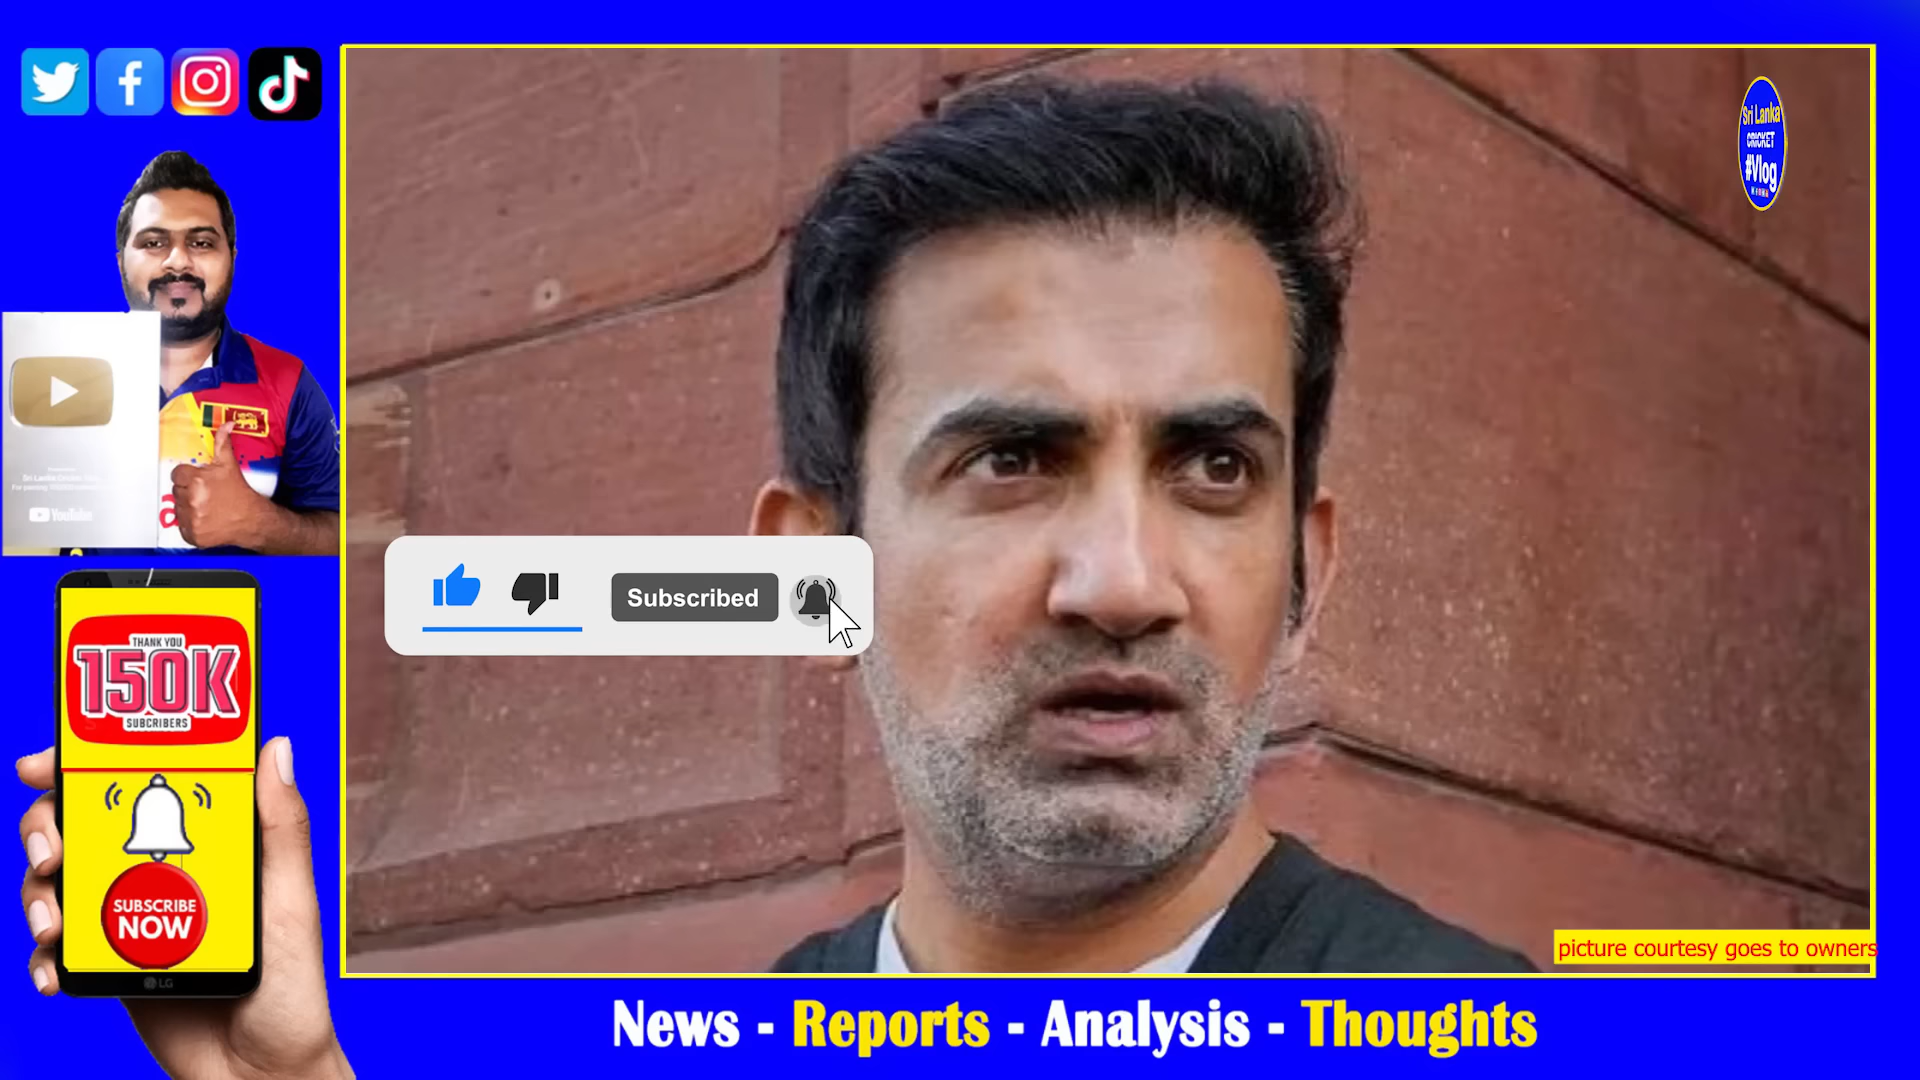 Sri Lanka
CRICKET
#Vlog
YouTube
Subscribed
THANK YOU
150K
SUBCRIBERS
SUBSCRIBE
NOW
LG
picture courtesy goes to owners
News - Reports - Analysis - Thoughts